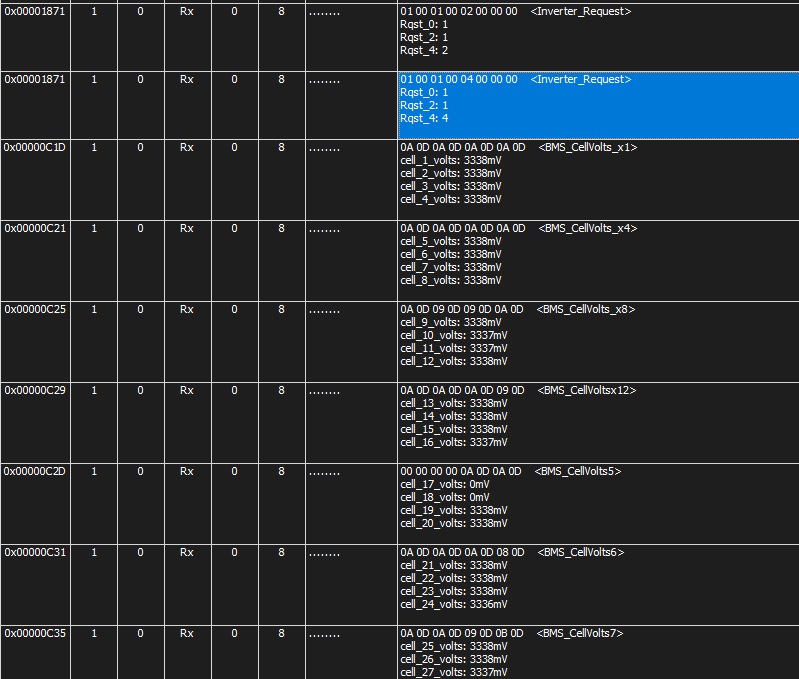 0x00001871 1 0 Rx 0 8 ........ 01 00 01 00 02 00 00 00 <Inverter_Request>
Rqst_0: 1
Rqst_2: 1
Rqst_4: 2
0x00001871 1 0 Rx 0 8 ........ 01 00 01 00 04 00 00 00 <Inverter_Request>
Rqst_0: 1
Rqst_2: 1
Rqst_4: 4
0x00000C1D 1 0 Rx 0 8 ........ 0A 0D 0A 0D 0A 0D 0A 0D <BMS_CellVolts_x1>
cell_1_volts: 3338mV
cell_2_volts: 3338mV
cell_3_volts: 3338mV
cell_4_volts: 3338mV
0x00000C21 1 0 Rx 0 8 ........ 0A 0D 0A 0D 0A 0D 0A 0D <BMS_CellVolts_x4>
cell_5_volts: 3338mV
cell_6_volts: 3338mV
cell_7_volts: 3338mV
cell_8_volts: 3338mV
0x00000C25 1 0 Rx 0 8 ........ 0A 0D 09 0D 09 0D 0A 0D <BMS_CellVolts_x8>
cell_9_volts: 3338mV
cell_10_volts: 3337mV
cell_11_volts: 3337mV
cell_12_volts: 3338mV
0x00000C29 1 0 Rx 0 8 ........ 0A 0D 0A 0D 0A 0D 09 0D <BMS_CellVoltsx12>
cell_13_volts: 3338mV
cell_14_volts: 3338mV
cell_15_volts: 3338mV
cell_16_volts: 3337mV
0x00000C2D 1 0 Rx 0 8 ........ 00 00 00 00 0A 0D 0A 0D <BMS_CellVolts5>
cell_17_volts: 0mV
cell_18_volts: 0mV
cell_19_volts: 3338mV
cell_20_volts: 3338mV
0x00000C31 1 0 Rx 0 8 ........ 0A 0D 0A 0D 0A 0D 08 0D <BMS_CellVolts6>
cell_21_volts: 3338mV
cell_22_volts: 3338mV
cell_23_volts: 3338mV
cell_24_volts: 3336mV
0x00000C35 1 0 Rx 0 8 ........ 0A 0D 0A 0D 09 0D 0B 0D <BMS_CellVolts7>
cell_25_volts: 3338mV
cell_26_volts: 3338mV
cell_27_volts: 3337mV